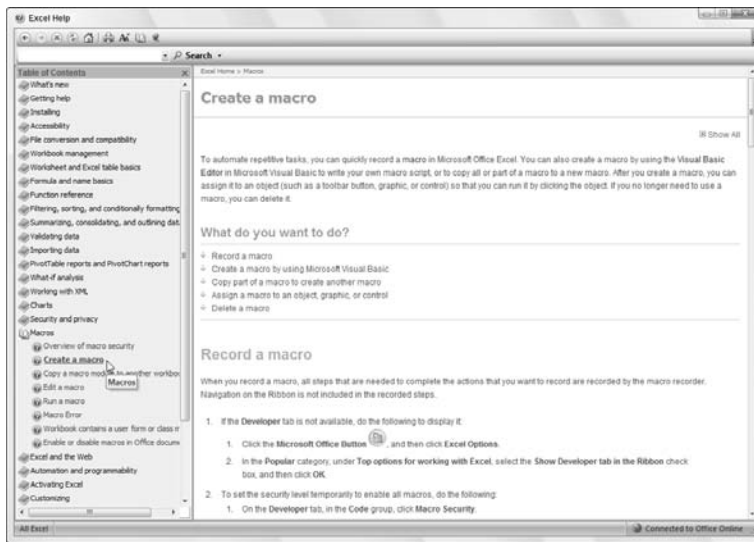 Excel Help
Search
Table of Contents
What's new
Getting help
Installing
Accessibility
File conversion and compatibility
Workbook management
Worksheet and Excel table basics
Formula and name basics
Function reference
Filtering, sorting, and conditionally formatting
Summarizing, consolidating, and outlining dat
Validating data
Importing data
PivotTable reports and PivotChart reports
What-if analysis
Working with XML
Charts
Security and privacy
Macros
Overview of macro security
Create a macro
Copy a macro module to another workboo
Edit a macro
Macros
Run a macro
Macro Error
Workbook contains a user form or class m
Enable or disable macros in Office docume
Excel and the Web
Automation and programmability
Activating Excel
Customizing
Excel Home > Macros
Create a macro
Show All
To automate repetitive tasks, you can quickly record a macro in Microsoft Office Excel. You can also create a macro by using the Visual Basic
Editor in Microsoft Visual Basic to write your own macro script, or to copy all or part of a macro to a new macro. After you create a macro, you can
assign it to an object (such as a toolbar button, graphic, or control) so that you can run it by clicking the object. If you no longer need to use a
macro, you can delete it.
What do you want to do?
Record a macro
Create a macro by using Microsoft Visual Basic
Copy part of a macro to create another macro
Assign a macro to an object, graphic, or control
Delete a macro
Record a macro
When you record a macro, all steps that are needed to complete the actions that you want to record are recorded by the macro recorder.
Navigation on the Ribbon is not included in the recorded steps.
1. If the Developer tab is not available, do the following to display it:
1. Click the Microsoft Office Button , and then click Excel Options.
2. In the Popular category, under Top options for working with Excel, select the Show Developer tab in the Ribbon check
box, and then click OK.
2. To set the security level temporarily to enable all macros, do the following:
1. On the Developer tab, in the Code group, click Macro Security.
All Excel
Connected to Office Online